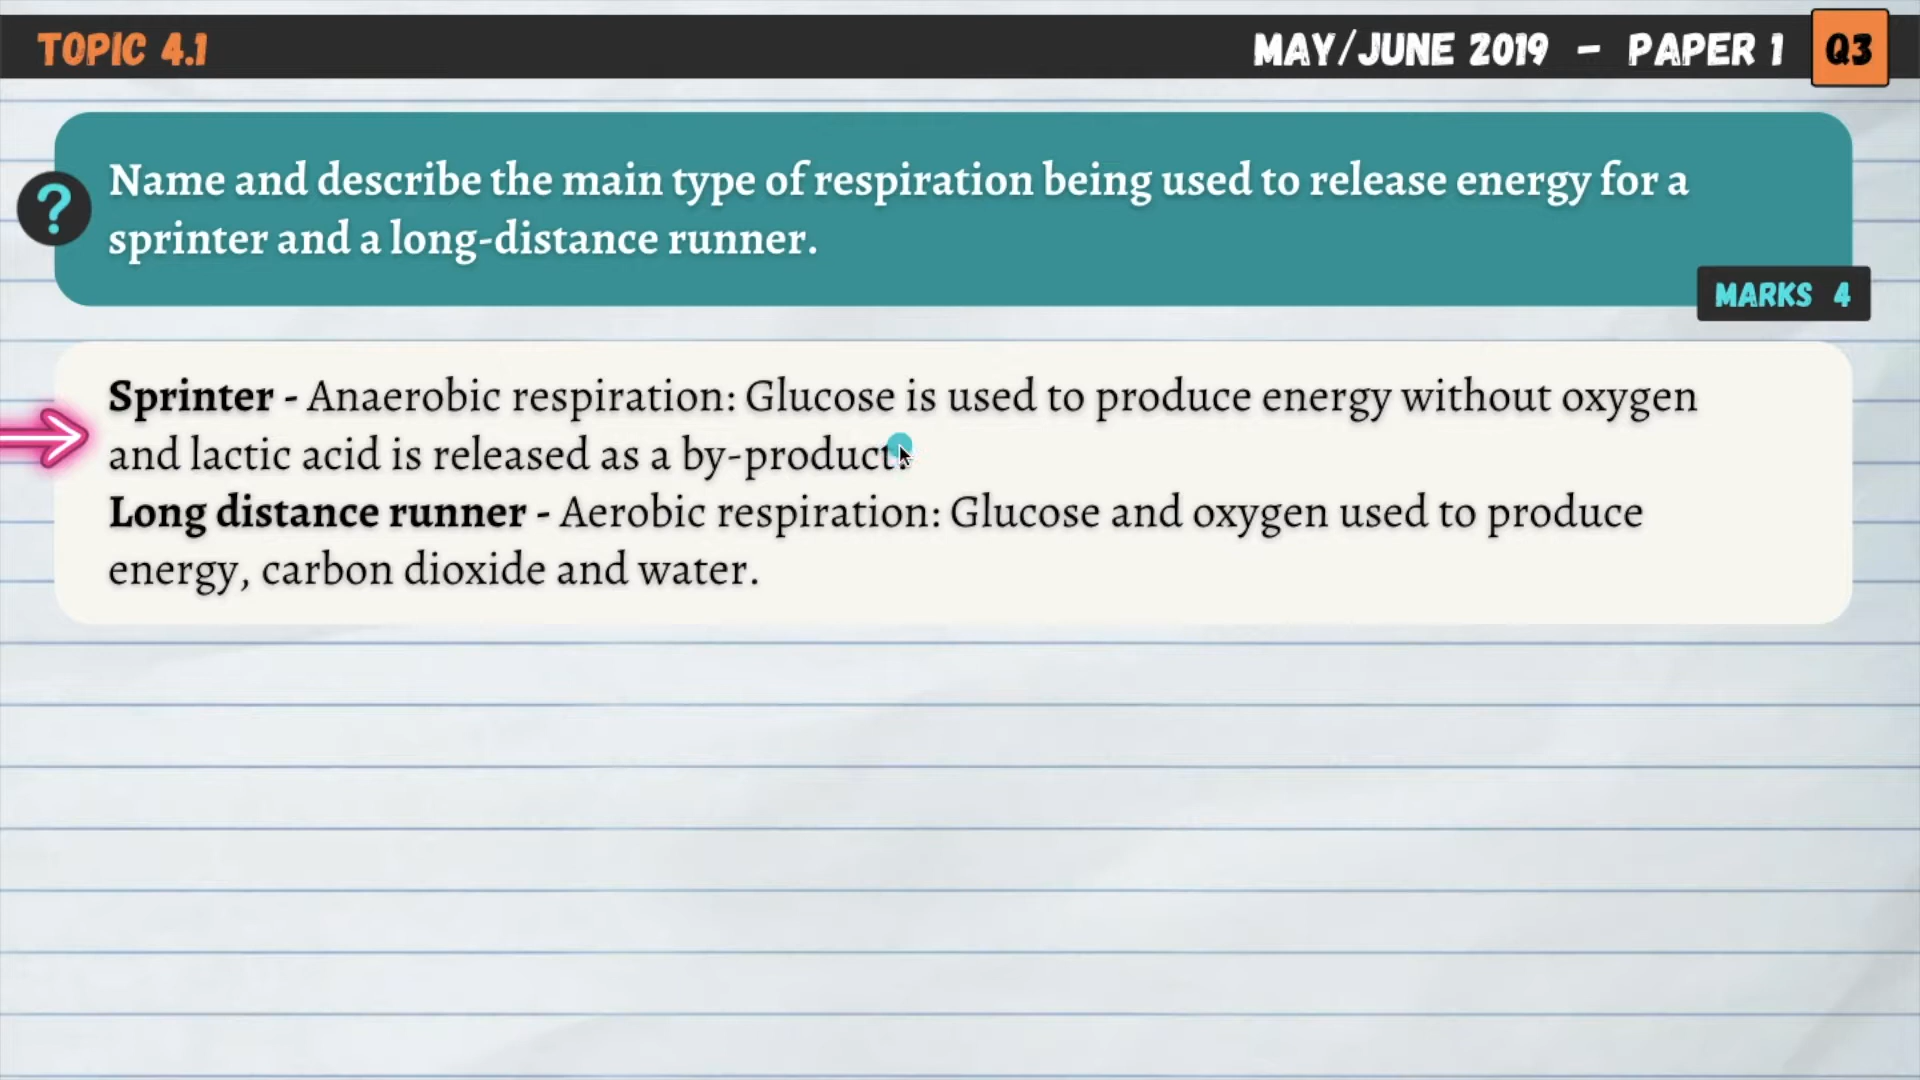 TOPIC 4.1
MAY/JUNE 2019 - PAPER 1 Q3
? Name and describe the main type of respiration being used to release energy for a
sprinter and a long-distance runner.
MARKS 4
Sprinter - Anaerobic respiration: Glucose is used to produce energy without oxygen
and lactic acid is released as a by-product.
Long distance runner - Aerobic respiration: Glucose and oxygen used to produce
energy, carbon dioxide and water.